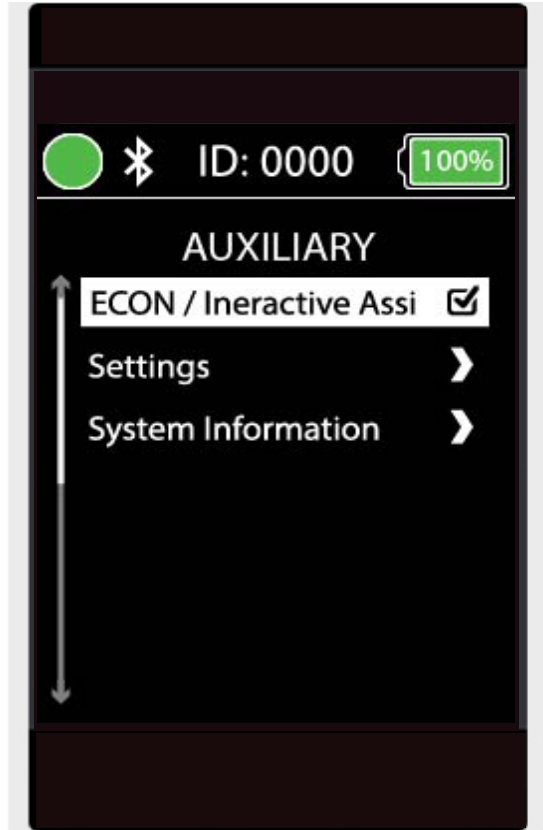 ID: 0000 100%
AUXILIARY
ECON / Ineractive Assi
Settings
System Information